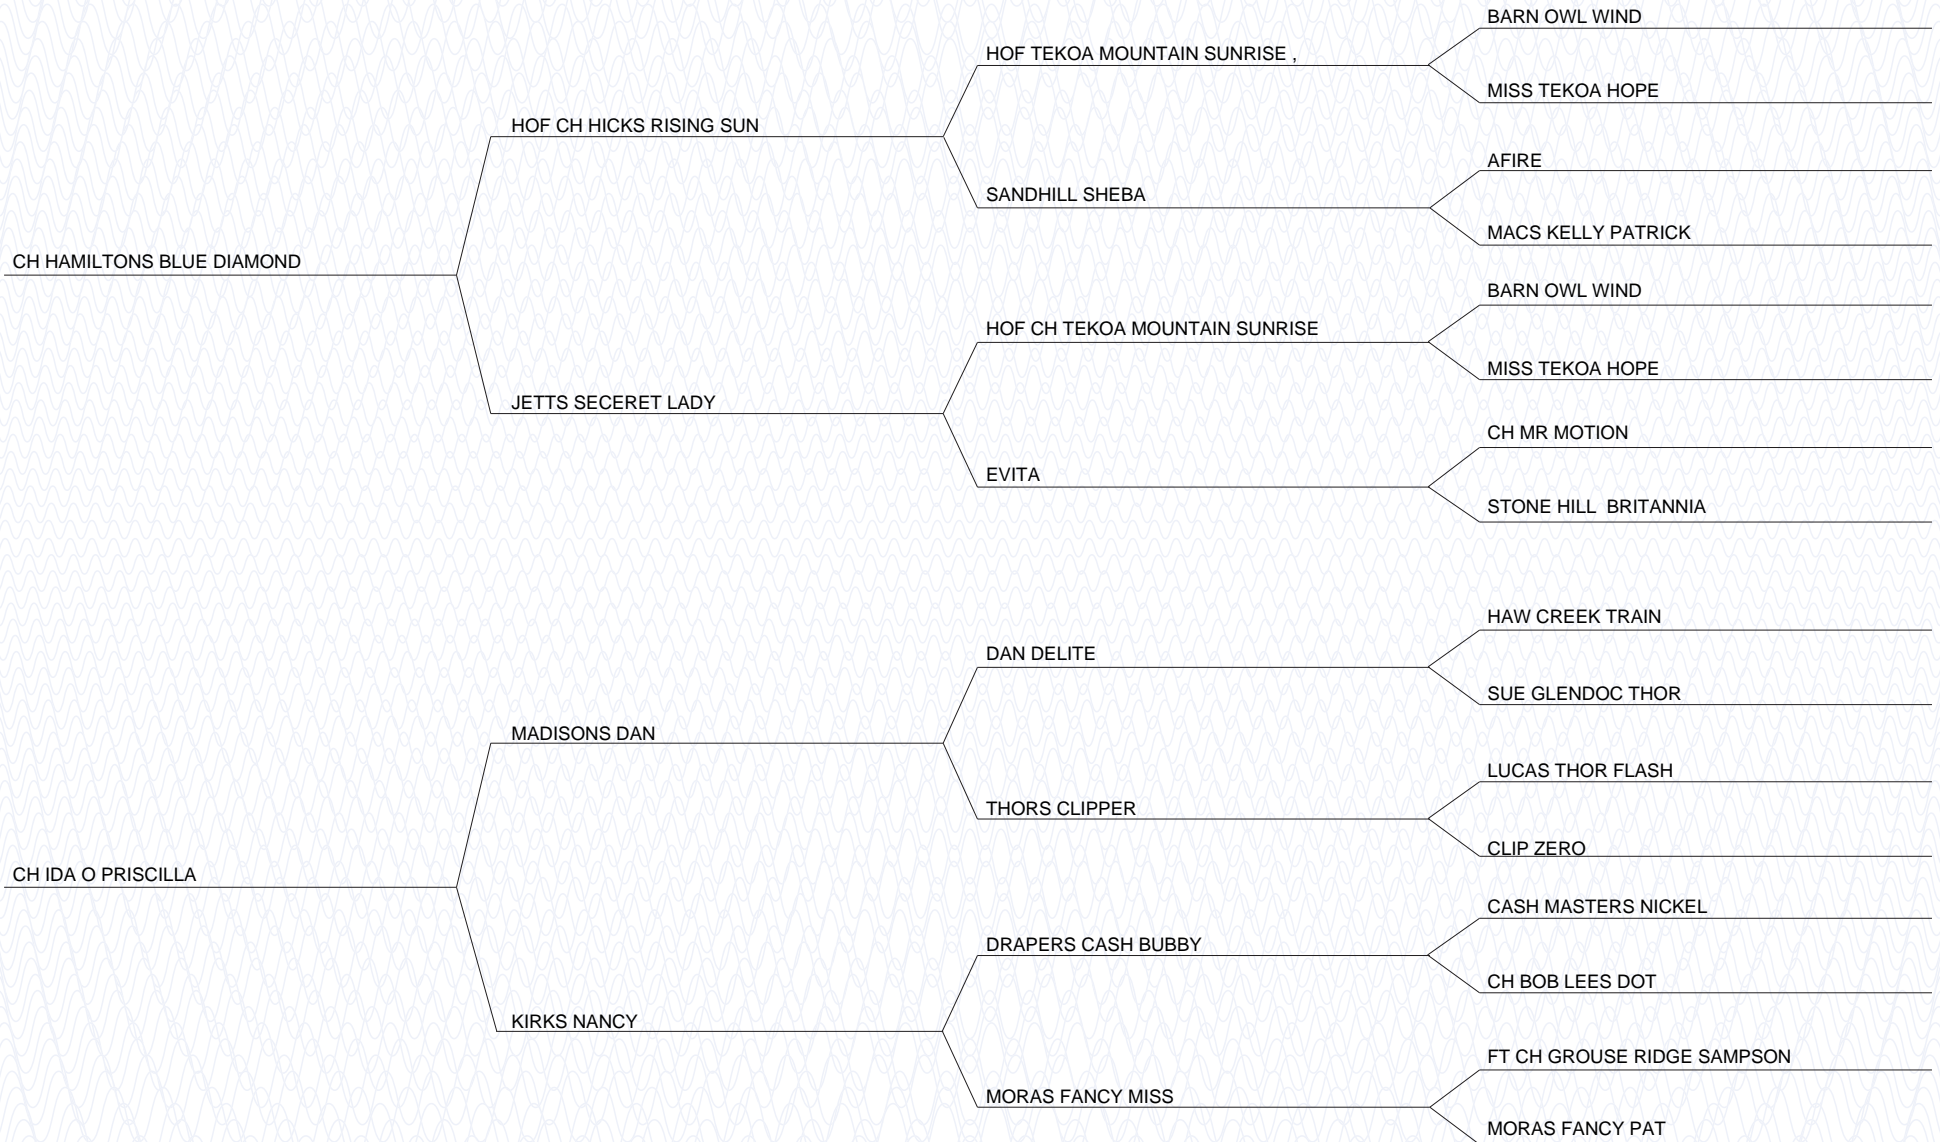 BARN OWL WIND
HOF TEKOA MOUNTAIN SUNRISE ,
MISS TEKOA HOPE
HOF CH HICKS RISING SUN
AFIRE
SANDHILL SHEBA
MACS KELLY PATRICK
CH HAMILTONS BLUE DIAMOND
BARN OWL WIND
HOF CH TEKOA MOUNTAIN SUNRISE
MISS TEKOA HOPE
JETTS SECERET LADY
CH MR MOTION
EVITA
STONE HILL  BRITANNIA
HAW CREEK TRAIN
DAN DELITE
SUE GLENDOC THOR
MADISONS DAN
LUCAS THOR FLASH
THORS CLIPPER
CLIP ZERO
CH IDA O PRISCILLA
CASH MASTERS NICKEL
DRAPERS CASH BUBBY
CH BOB LEES DOT
KIRKS NANCY
FT CH GROUSE RIDGE SAMPSON
MORAS FANCY MISS
MORAS FANCY PAT